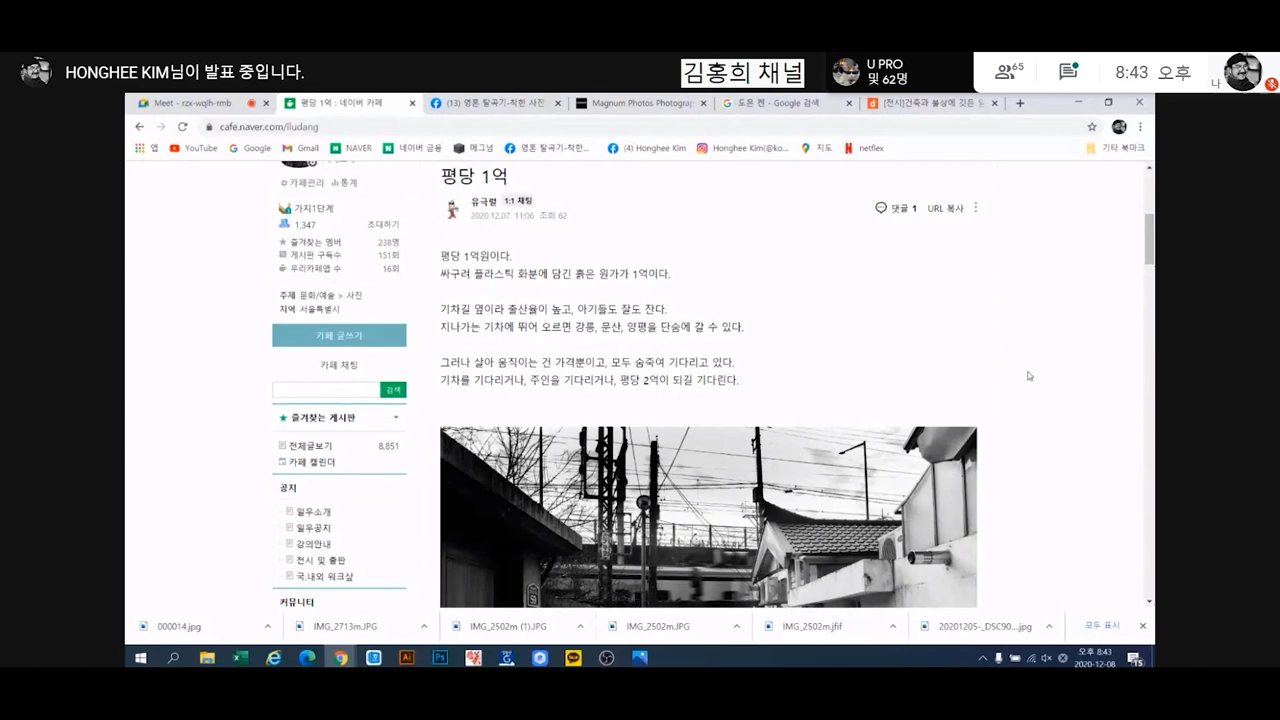 HONGHEE KIM님이 발표 중입니다.
김홍희 채널
U PRO
및 62명
65
8:43 오후
나
Meet - rzx-wqih-rmb
평당 1억 : 네이버 카페
(13) 영혼 탈곡기-착한 사진
Magnum Photos Photograp
도몬 켄 - Google 검색
[전시]건축과 불상에 깃든 일
cafe.naver.com/iludang
앱
YouTube
Google
Gmail
NAVER
네이버 금융
메그넘
영혼 탈곡기-착한...
(4) Honghee Kim
Honghee Kim(@ko...
지도
netflex
기타 북마크
카페관리
통계
가지1단계
1,347
초대하기
즐겨찾는 멤버
238명
게시판 구독수
151회
우리카페앱 수
16회
주제 문화/예술 > 사진
지역 서울특별시
카페 글쓰기
카페 채팅
검색
즐겨찾는 게시판
전체글보기
8,851
카페 캘린더
공지
일우소개
일우공지
강의안내
전시 및 출판
국,내외 워크샾
커뮤니티
평당 1억
유극렬 1:1 채팅
2020.12.07. 11:06 조회 62
댓글 1
URL 복사
평당 1억원이다.
싸구려 플라스틱 화분에 담긴 흙은 원가가 1억이다.
기차길 옆이라 출산율이 높고, 아기들도 잘도 잔다.
지나가는 기차에 뛰어 오르면 강릉, 문산, 양평을 단숨에 갈 수 있다.
그러나 살아 움직이는 건 가격뿐이고, 모두 숨죽여 기다리고 있다.
기차를 기다리거나, 주인을 기다리거나, 평당 2억이 되길 기다린다.
000014.jpg
IMG_2713m.JPG
IMG_2502m (1).JPG
IMG_2502m.JPG
IMG_2502m.jfif
20201205-_DSC90....jpg
모두 표시
오후 8:43
2020-12-08
15